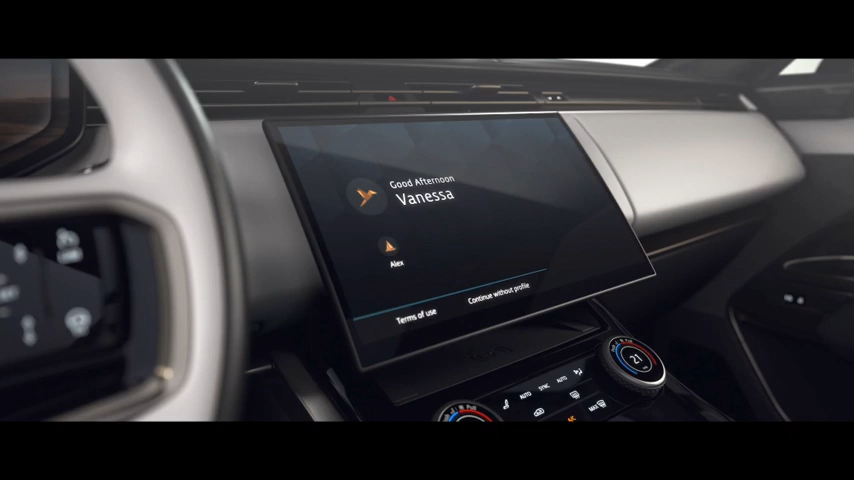 Good Afternoon
Vanessa
Alex
Terms of use
Continue without profile
21
AUTO
SYNC
AUTO
MAX
A/C